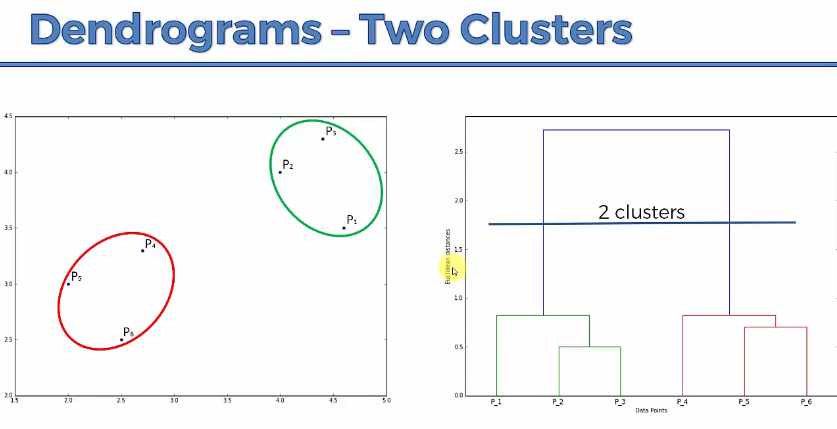 Dendrograms – Two Clusters
4.5
4.0
3.5
3.0
2.5
2.0
1.5
2.0
2.5
3.0
3.5
4.0
4.5
5.0
P₃
P₂
P₁
P₄
P₅
P₆
2.5
2.0
1.5
1.0
0.5
0.0
Euclidean distances
2 clusters
P_1
P_2
P_3
P_4
P_5
P_6
Data Points